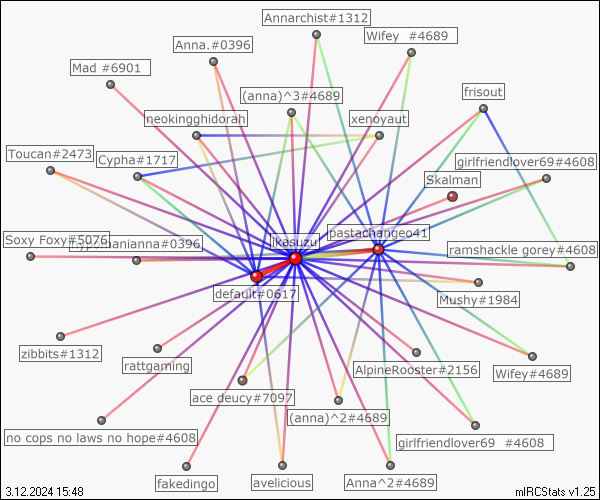 Annarchist#1312
Wifey  #4689
Anna.#0396
Mad #6901
frisout
(anna)^3#4689
neokingghidorah
xenoyaut
Toucan#2473
Cypha#1717
girlfriendlover69#4608
Skalman
pastachangeo41
Soxy Foxy#5076
ikasuzu
ramshackle gorey#4608
default#0617
Mushy#1984
zibbits#1312
rattgaming
AlpineRooster#2156
Wifey#4689
ace deucy#7097
(anna)^2#4689
no cops no laws no hope#4608
girlfriendlover69  #4608
fakedingo
avelicious
Anna^2#4689
3.12.2024 15:48
mIRCStats v1.25